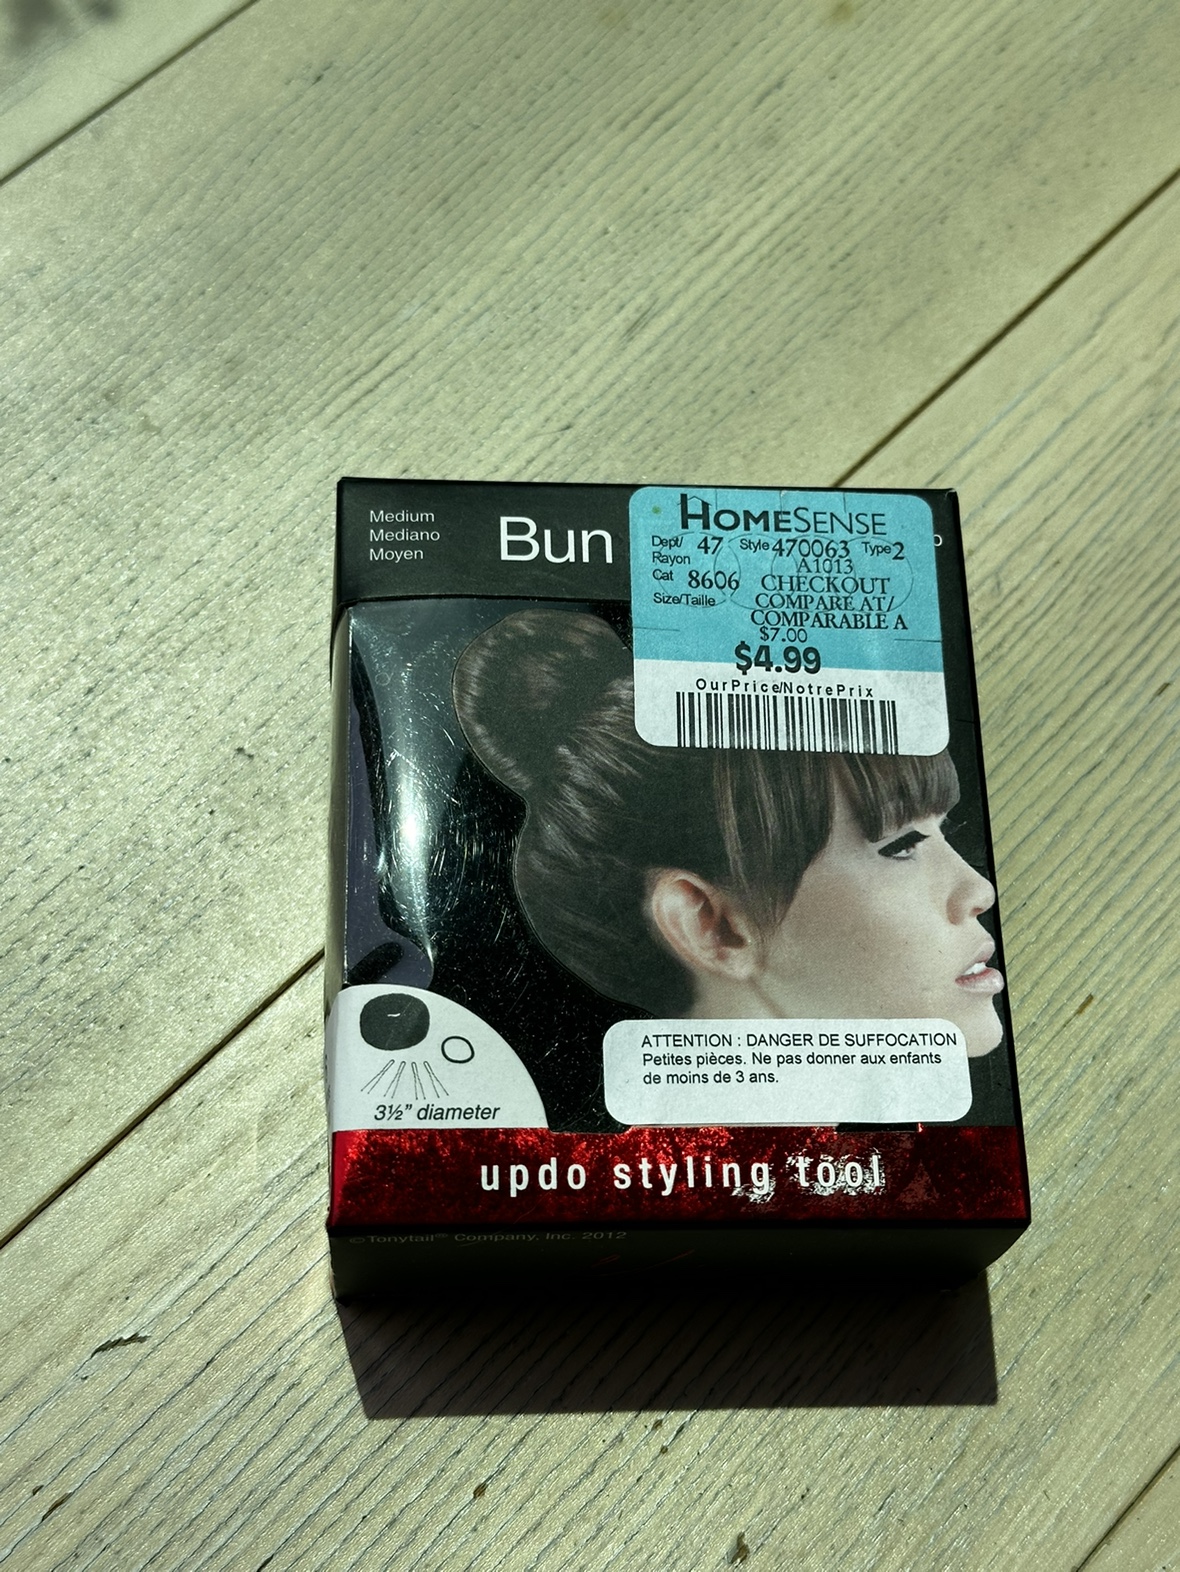 Medium
Mediano
Moyen
Bun
HOMESENSE
Dept/ 47 Style 470063 Type 2
Rayon
A1013
Cat 8606 CHECKOUT
Size/Taille COMPARE AT/
COMPARABLE A
$7.00
$4.99
OurPrice/NotrePrix
ATTENTION : DANGER DE SUFFOCATION
Petites pièces. Ne pas donner aux enfants
de moins de 3 ans.
3½" diameter
updo styling tool
©Tonytail® Company, Inc. 2012